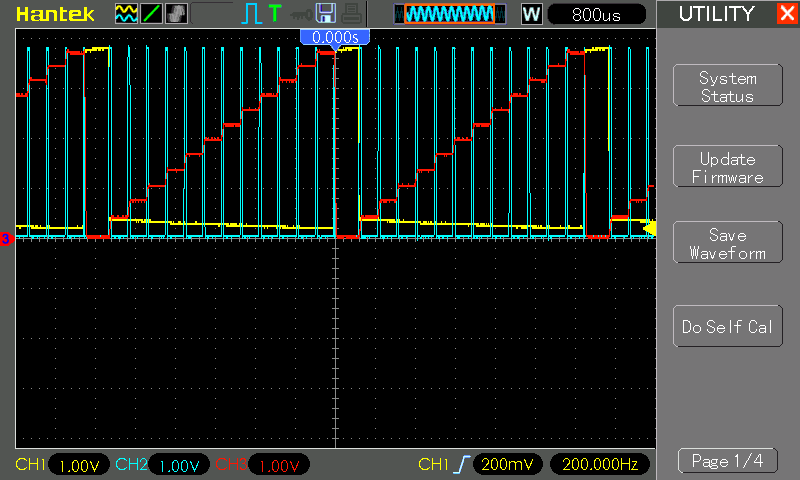 Hantek T W 800us UTILITY X
0.000s
System
Status
Update
Firmware
3
Save
Waveform
Do Self Cal
CH1 1.00V CH2 1.00V CH3 1.00V CH1 200mV 200.000Hz Page 1/4